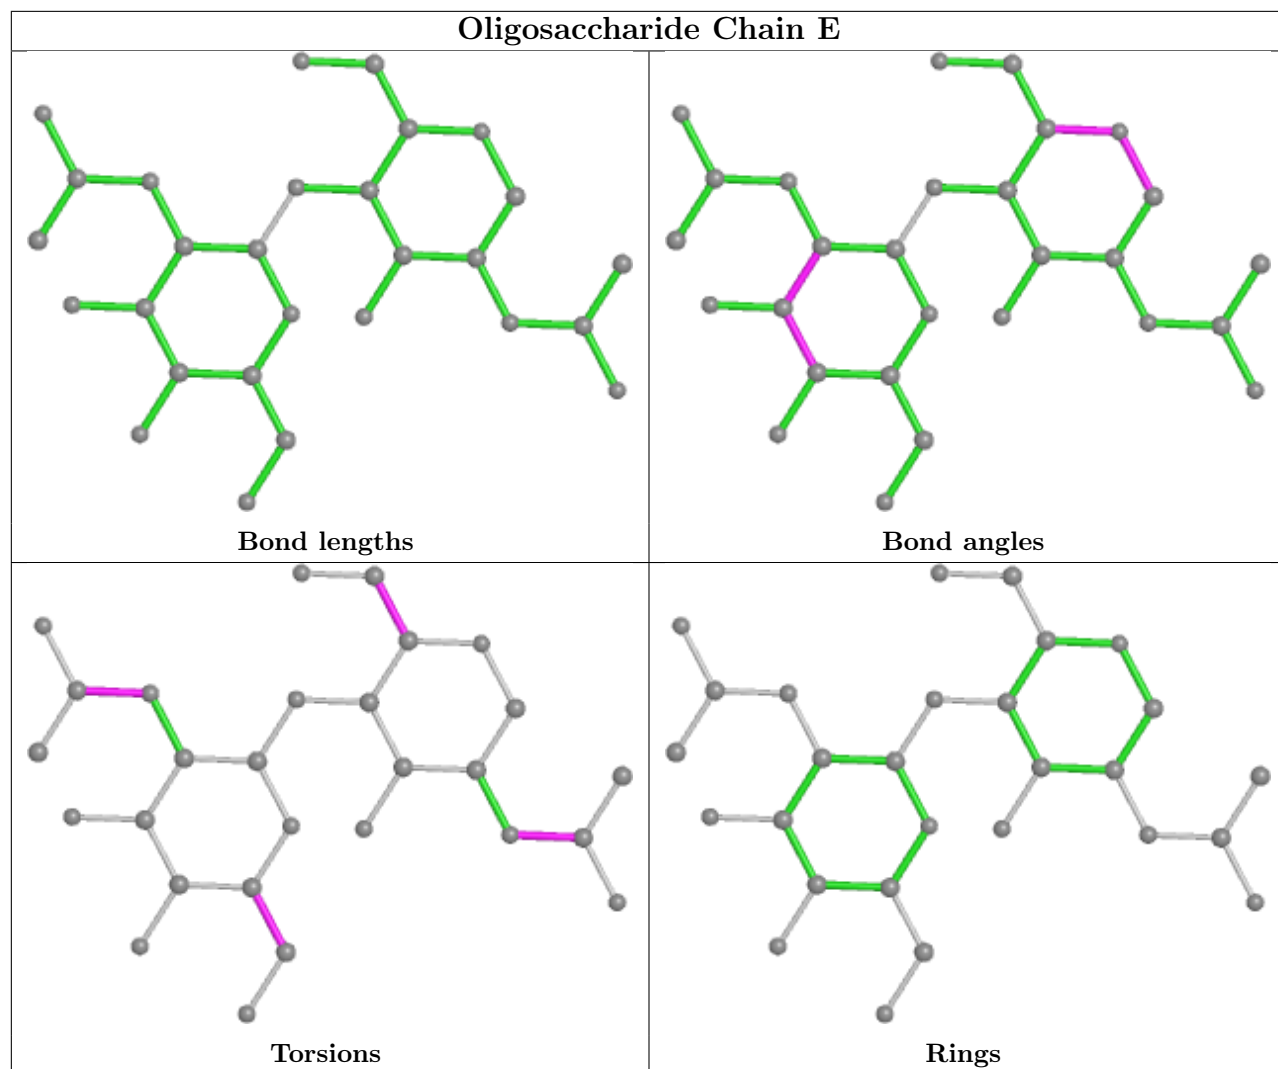 Oligosaccharide Chain E
Bond lengths
Bond angles
Torsions
Rings